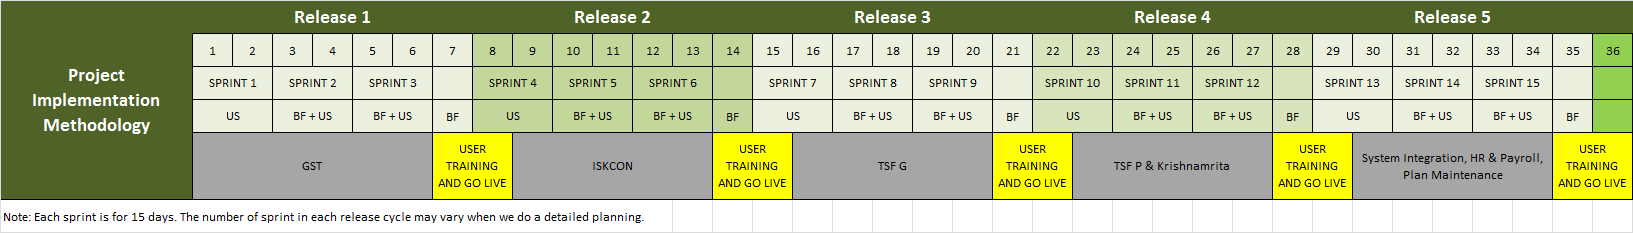 Release 1 Release 2 Release 3 Release 4 Release 5
Project
Implementation
Methodology
1 2 3 4 5 6 7 8 9 10 11 12 13 14 15 16 17 18 19 20 21 22 23 24 25 26 27 28 29 30 31 32 33 34 35 36
SPRINT 1 SPRINT 2 SPRINT 3 SPRINT 4 SPRINT 5 SPRINT 6 SPRINT 7 SPRINT 8 SPRINT 9 SPRINT 10 SPRINT 11 SPRINT 12 SPRINT 13 SPRINT 14 SPRINT 15
US BF + US BF + US BF US BF + US BF + US BF US BF + US BF + US BF US BF + US BF + US BF US BF + US BF + US BF
GST
USER
TRAINING
AND GO LIVE
ISKCON
USER
TRAINING
AND GO LIVE
TSF G
USER
TRAINING
AND GO LIVE
TSF P & Krishnamrita
USER
TRAINING
AND GO LIVE
System Integration, HR & Payroll,
Plan Maintenance
USER
TRAINING
AND GO LIVE
Note: Each sprint is for 15 days. The number of sprint in each release cycle may vary when we do a detailed planning.